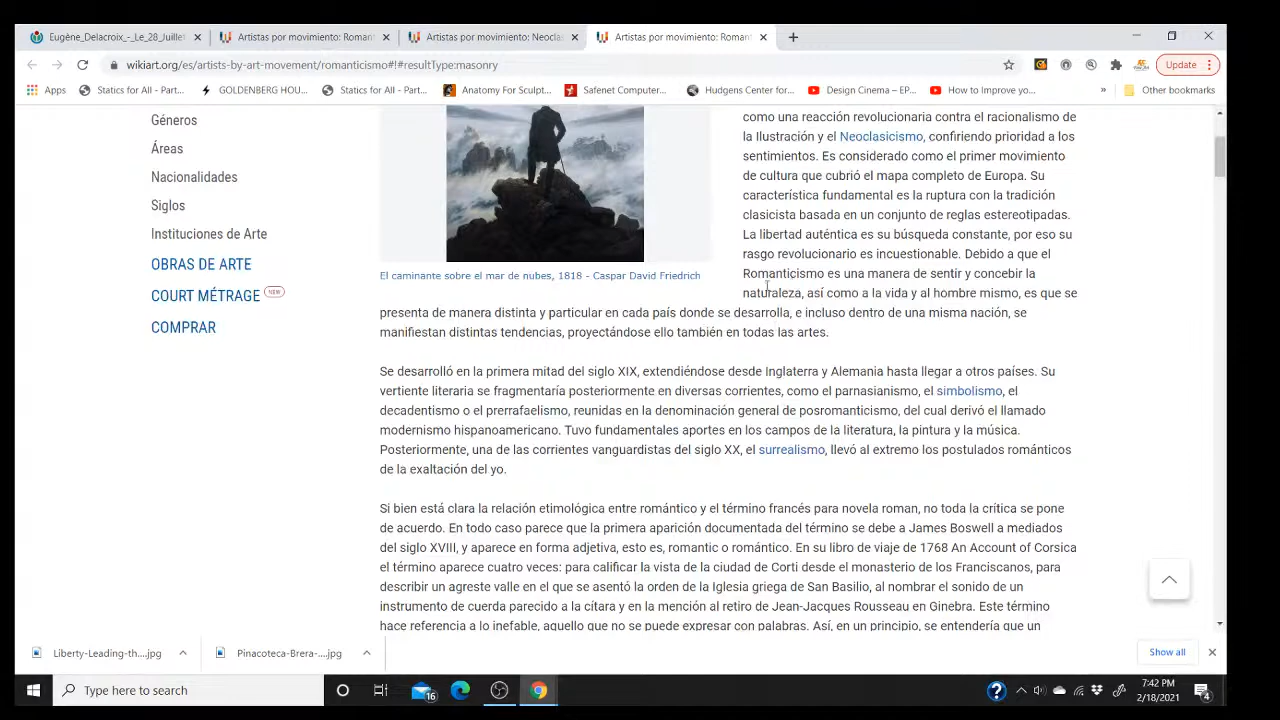 Eugène_Delacroix_-_Le_28_Juillet
Artistas por movimiento: Romant
Artistas por movimiento: Neoclas
Artistas por movimiento: Romant
wikiart.org/es/artists-by-art-movement/romanticismo#!#resultType:masonry
Update
Apps
Statics for All - Part...
GOLDENBERG HOU...
Statics for All - Part...
Anatomy For Sculpt...
Safenet Computer...
Hudgens Center for...
Design Cinema – EP...
How to Improve yo...
»
Other bookmarks
Géneros
Áreas
Nacionalidades
Siglos
Instituciones de Arte
OBRAS DE ARTE
COURT MÉTRAGE NEW
COMPRAR
El caminante sobre el mar de nubes, 1818 - Caspar David Friedrich
como una reacción revolucionaria contra el racionalismo de
la Ilustración y el Neoclasicismo, confiriendo prioridad a los
sentimientos. Es considerado como el primer movimiento
de cultura que cubrió el mapa completo de Europa. Su
característica fundamental es la ruptura con la tradición
clasicista basada en un conjunto de reglas estereotipadas.
La libertad auténtica es su búsqueda constante, por eso su
rasgo revolucionario es incuestionable. Debido a que el
Romanticismo es una manera de sentir y concebir la
naturaleza, así como a la vida y al hombre mismo, es que se
presenta de manera distinta y particular en cada país donde se desarrolla, e incluso dentro de una misma nación, se
manifiestan distintas tendencias, proyectándose ello también en todas las artes.
Se desarrolló en la primera mitad del siglo XIX, extendiéndose desde Inglaterra y Alemania hasta llegar a otros países. Su
vertiente literaria se fragmentaría posteriormente en diversas corrientes, como el parnasianismo, el simbolismo, el
decadentismo o el prerrafaelismo, reunidas en la denominación general de posromanticismo, del cual derivó el llamado
modernismo hispanoamericano. Tuvo fundamentales aportes en los campos de la literatura, la pintura y la música.
Posteriormente, una de las corrientes vanguardistas del siglo XX, el surrealismo, llevó al extremo los postulados románticos
de la exaltación del yo.
Si bien está clara la relación etimológica entre romántico y el término francés para novela roman, no toda la crítica se pone
de acuerdo. En todo caso parece que la primera aparición documentada del término se debe a James Boswell a mediados
del siglo XVIII, y aparece en forma adjetiva, esto es, romantic o romántico. En su libro de viaje de 1768 An Account of Corsica
el término aparece cuatro veces: para calificar la vista de la ciudad de Corti desde el monasterio de los Franciscanos, para
describir un agreste valle en el que se asentó la orden de la Iglesia griega de San Basilio, al nombrar el sonido de un
instrumento de cuerda parecido a la cítara y en la mención al retiro de Jean-Jacques Rousseau en Ginebra. Este término
hace referencia a lo inefable, aquello que no se puede expresar con palabras. Así, en un principio, se entendería que un
Liberty-Leading-th....jpg
Pinacoteca-Brera-....jpg
Show all
Type here to search
16
7:42 PM
2/18/2021
4